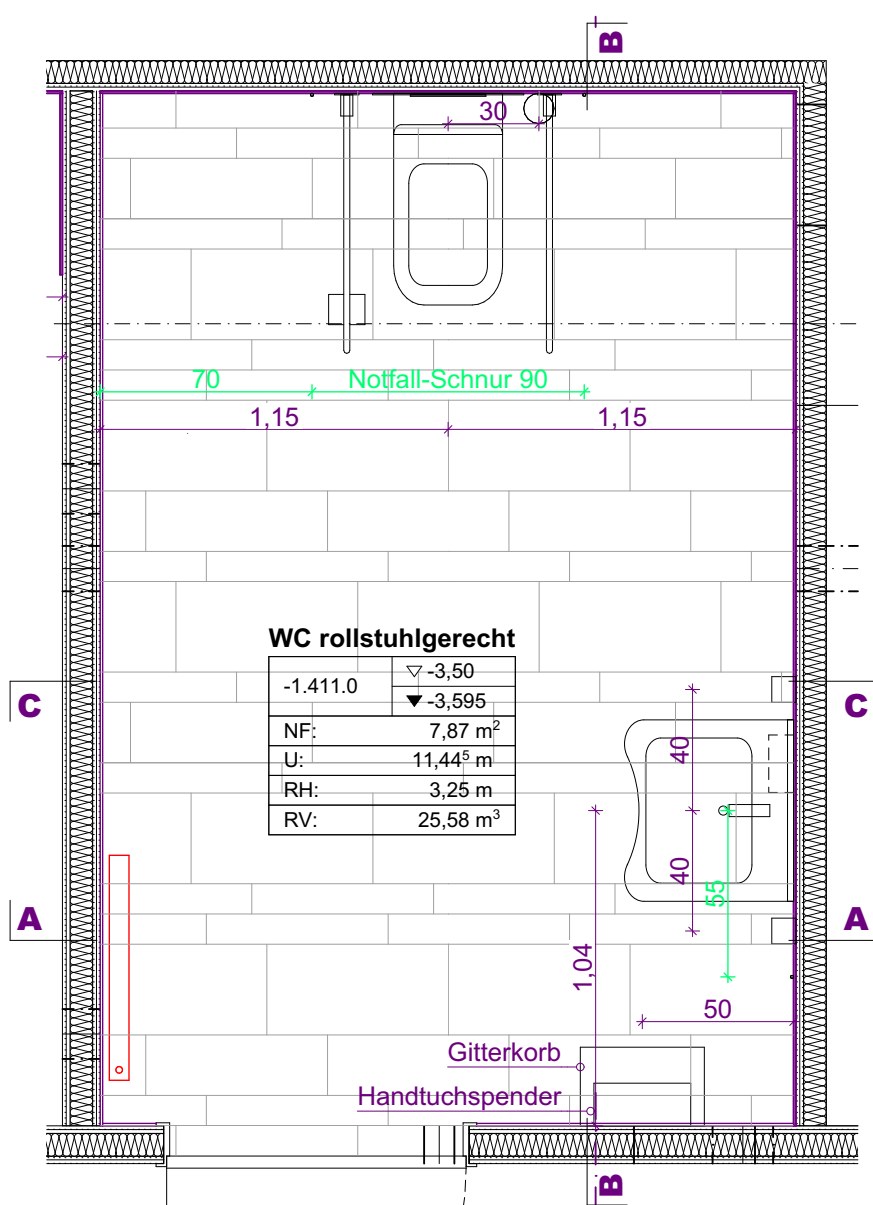 B
30
70
Notfall-Schnur 90
1,15
1,15
WC rollstuhlgerecht
-1.411.0
-3,50
-3,595
NF: 7,87 m²
U: 11,44⁵ m
RH: 3,25 m
RV: 25,58 m³
C
C
40
40
55
A
A
1,04
50
Gitterkorb
Handtuchspender
B